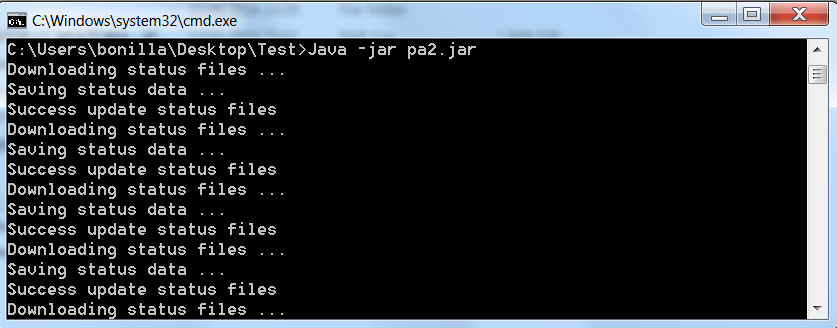 C:\Windows\system32\cmd.exe
C:\Users\bonilla\Desktop\Test>Java -jar pa2.jar
Downloading status files ...
Saving status data ...
Success update status files
Downloading status files ...
Saving status data ...
Success update status files
Downloading status files ...
Saving status data ...
Success update status files
Downloading status files ...
Saving status data ...
Success update status files
Downloading status files ...